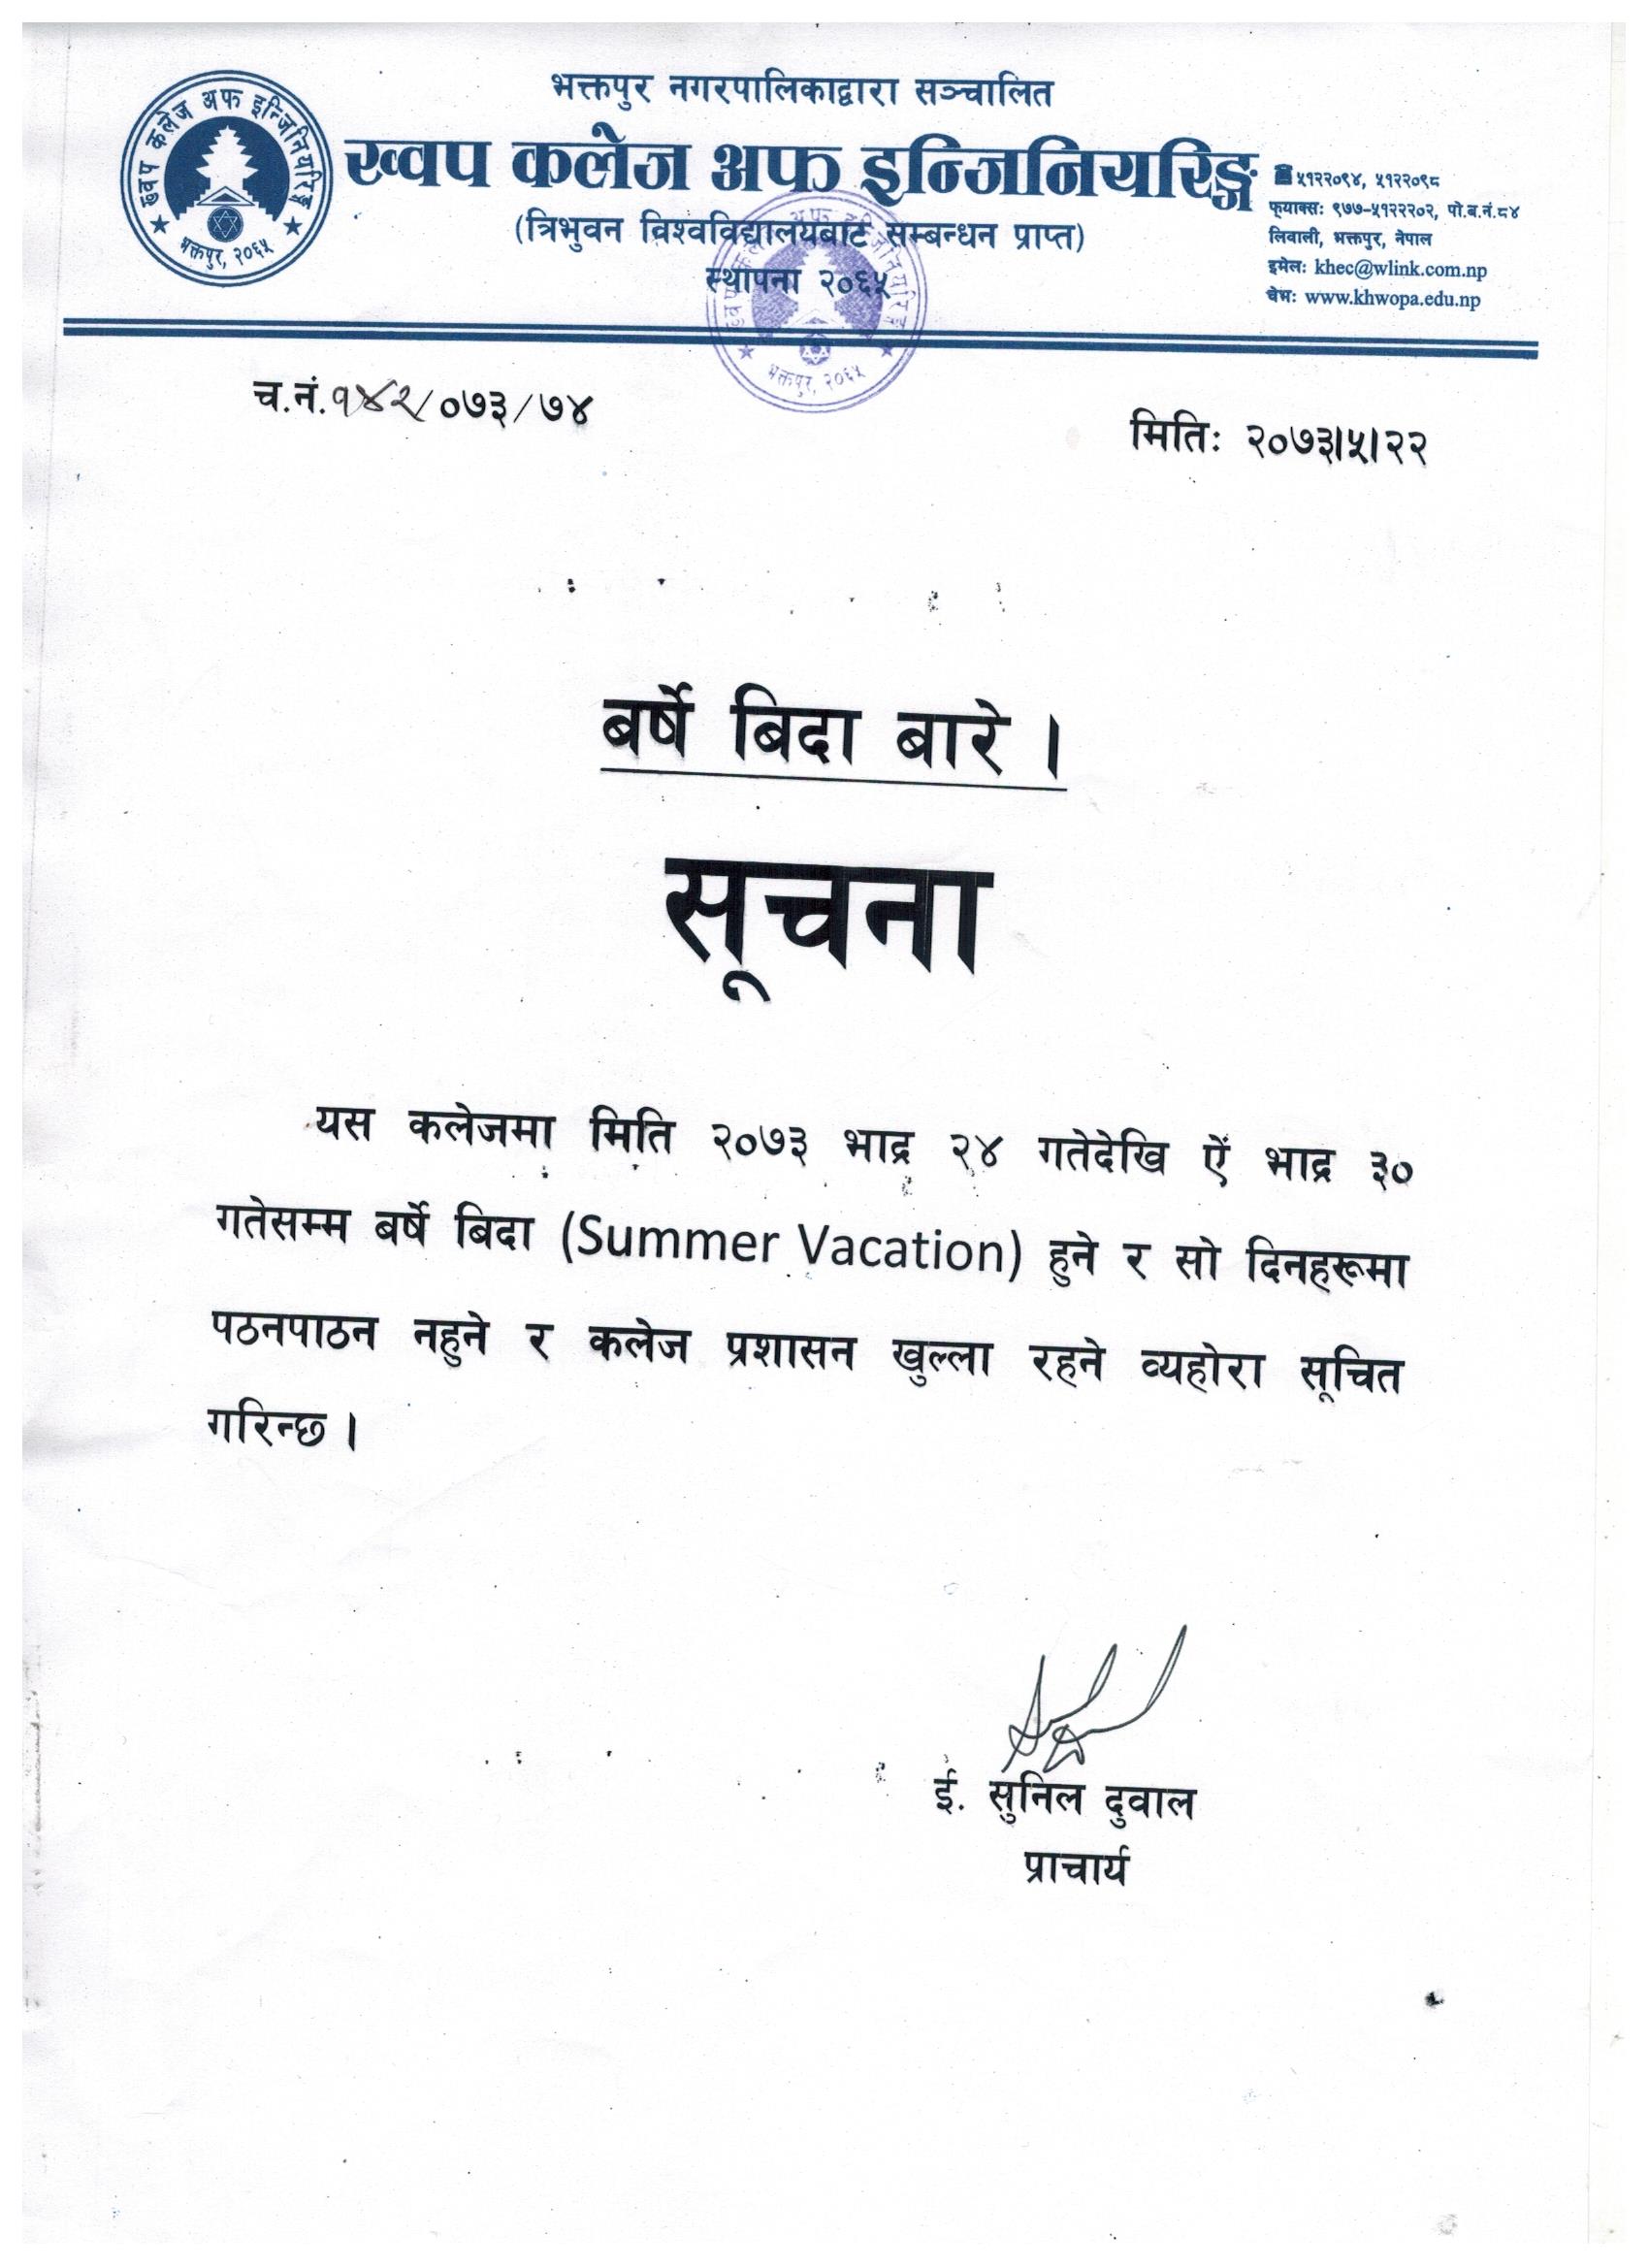 भक्तपुर नगरपालिकाद्वारा सञ्चालित
ख्वप कलेज अफ इन्जिनियरिङ्ग
(त्रिभुवन विश्वविद्यालयबाट सम्बन्धन प्राप्त)
स्थापना २०६५
ख्वप कलेज अफ इन्जिनियरिङ्ग
भक्तपुर, २०६५
☎ ५१२२०९४, ५१२२०९८
फ्याक्सः ९७७-५१२२२०२, पो.ब.नं.८४
लिवाली, भक्तपुर, नेपाल
इमेलः khec@wlink.com.np
वेभः www.khwopa.edu.np
भक्तपुर, २०६५
च.नं.१४२/०७३/७४
मितिः २०७३।५।२२
बर्षे बिदा बारे ।
सूचना
यस कलेजमा मिति २०७३ भाद्र २४ गतेदेखि ऐं भाद्र ३०
गतेसम्म बर्षे बिदा (Summer Vacation) हुने र सो दिनहरूमा
पठनपाठन नहुने र कलेज प्रशासन खुल्ला रहने व्यहोरा सूचित
गरिन्छ ।
ई. सुनिल दुवाल
प्राचार्य